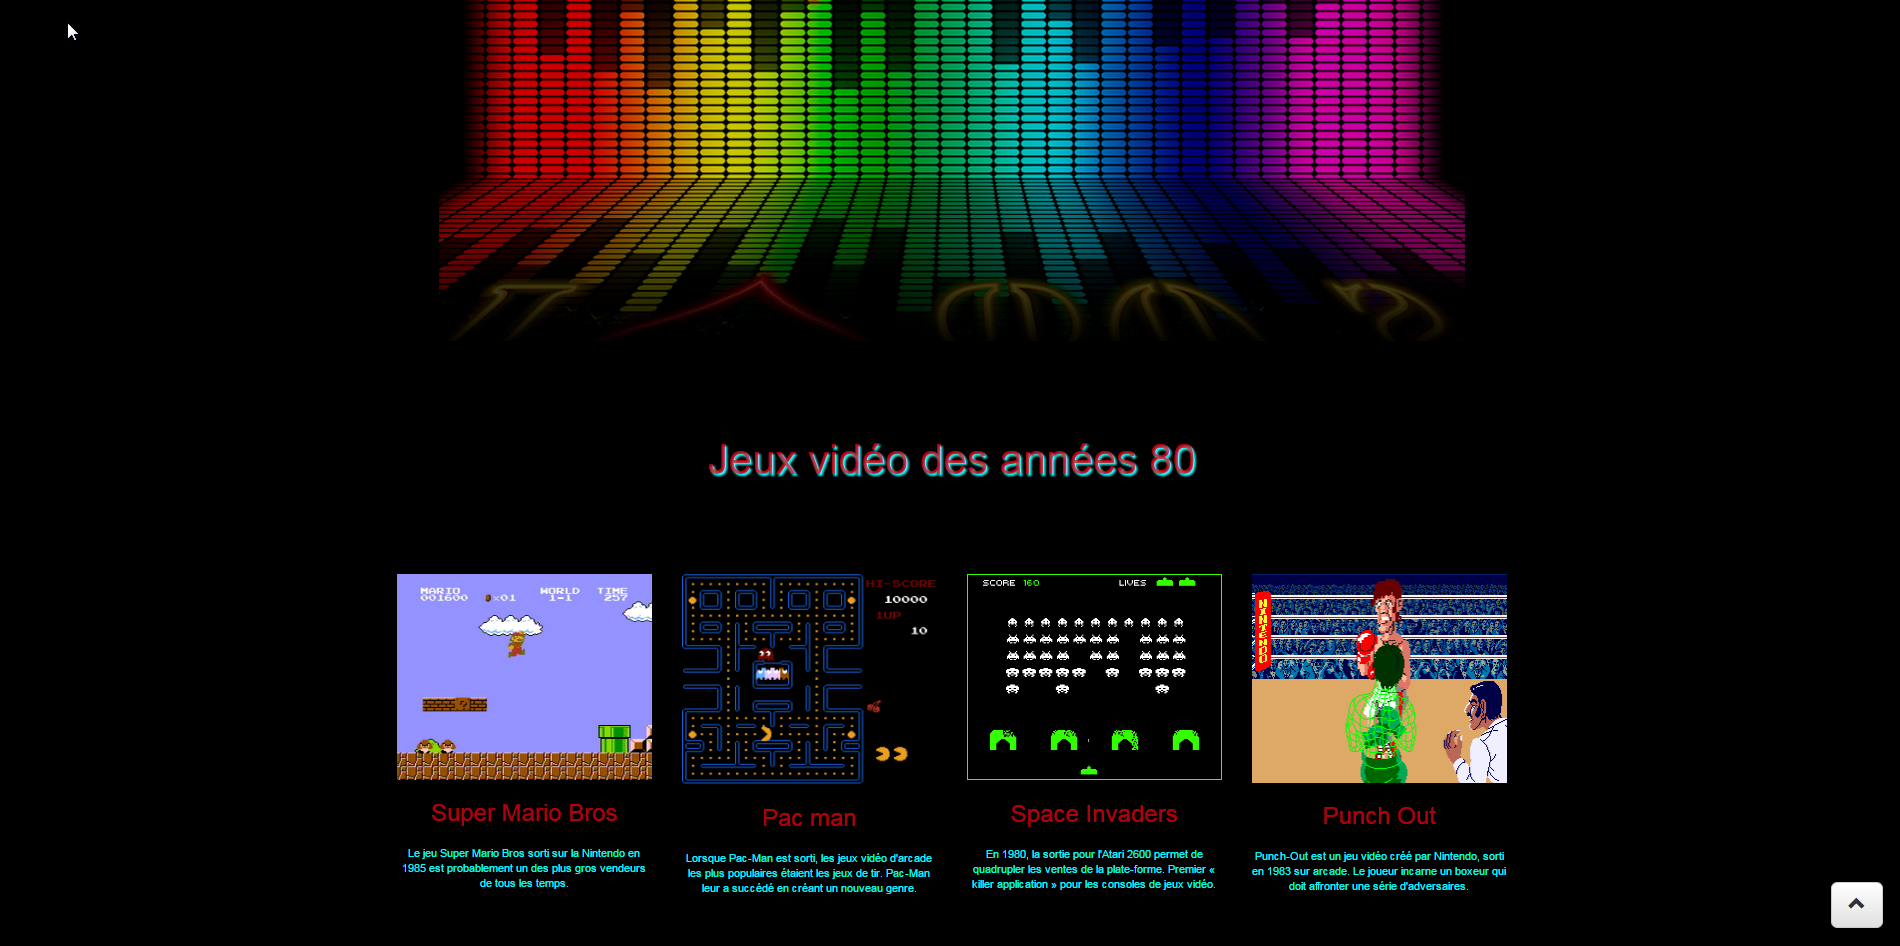 Jeux vidéo des années 80
MARIO WORLD TIME
001600 ×01 1-1 257
HI-SCORE
10000
1UP
10
SCORE 160 LIVES
NINTENDO
Super Mario Bros
Le jeu Super Mario Bros sorti sur la Nintendo en
1985 est probablement un des plus gros vendeurs
de tous les temps.
Pac man
Lorsque Pac-Man est sorti, les jeux vidéo d'arcade
les plus populaires étaient les jeux de tir. Pac-Man
leur a succédé en créant un nouveau genre.
Space Invaders
En 1980, la sortie pour l'Atari 2600 permet de
quadrupler les ventes de la plate-forme. Premier «
killer application » pour les consoles de jeux vidéo.
Punch Out
Punch-Out est un jeu vidéo créé par Nintendo, sorti
en 1983 sur arcade. Le joueur incarne un boxeur qui
doit affronter une série d'adversaires.